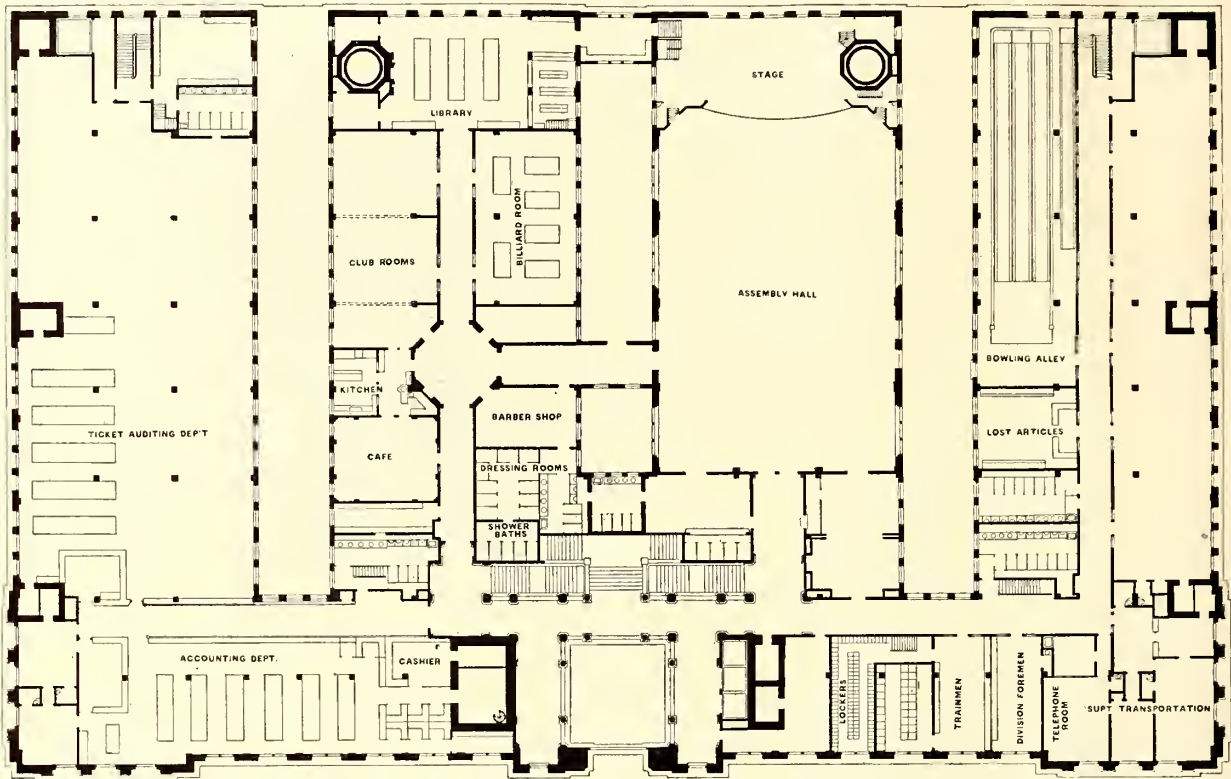 STAGE
LIBRARY
BILLIARD ROOM
CLUB ROOMS
ASSEMBLY HALL
BOWLING ALLEY
KITCHEN
BARBER SHOP
TICKET AUDITING DEP'T
LOST ARTICLES
CAFE
DRESSING ROOMS
SHOWER
BATHS
ACCOUNTING DEPT.
CASHIER
LOCKERS
TRAINMEN
DIVISION FOREMEN
TELEPHONE
ROOM
SUPT TRANSPORTATION